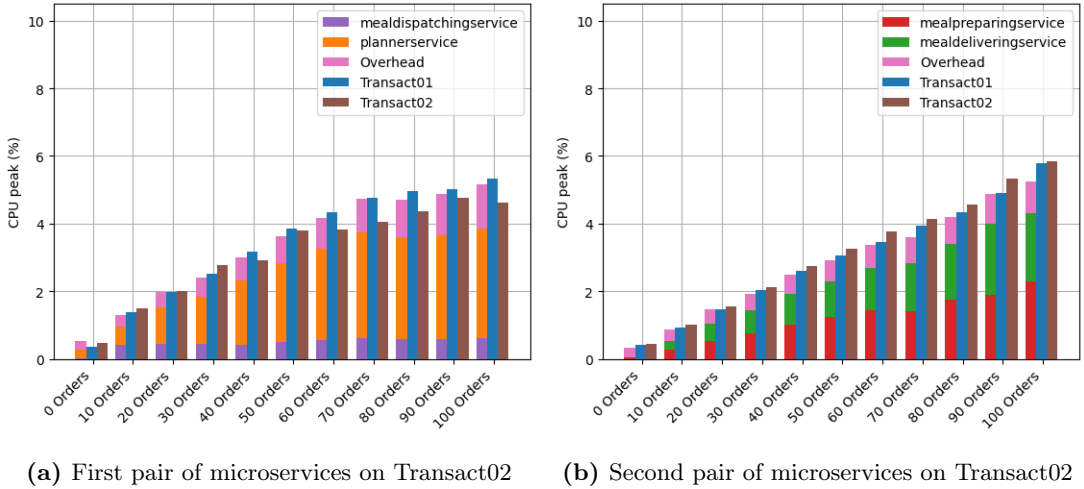 10
8
6
4
2
0
CPU peak (%)
mealdispatchingservice
plannerservice
Overhead
Transact01
Transact02
0 Orders
10 Orders
20 Orders
30 Orders
40 Orders
50 Orders
60 Orders
70 Orders
80 Orders
90 Orders
100 Orders
(a) First pair of microservices on Transact02
10
8
6
4
2
0
CPU peak (%)
mealpreparingservice
mealdeliveringservice
Overhead
Transact01
Transact02
0 Orders
10 Orders
20 Orders
30 Orders
40 Orders
50 Orders
60 Orders
70 Orders
80 Orders
90 Orders
100 Orders
(b) Second pair of microservices on Transact02